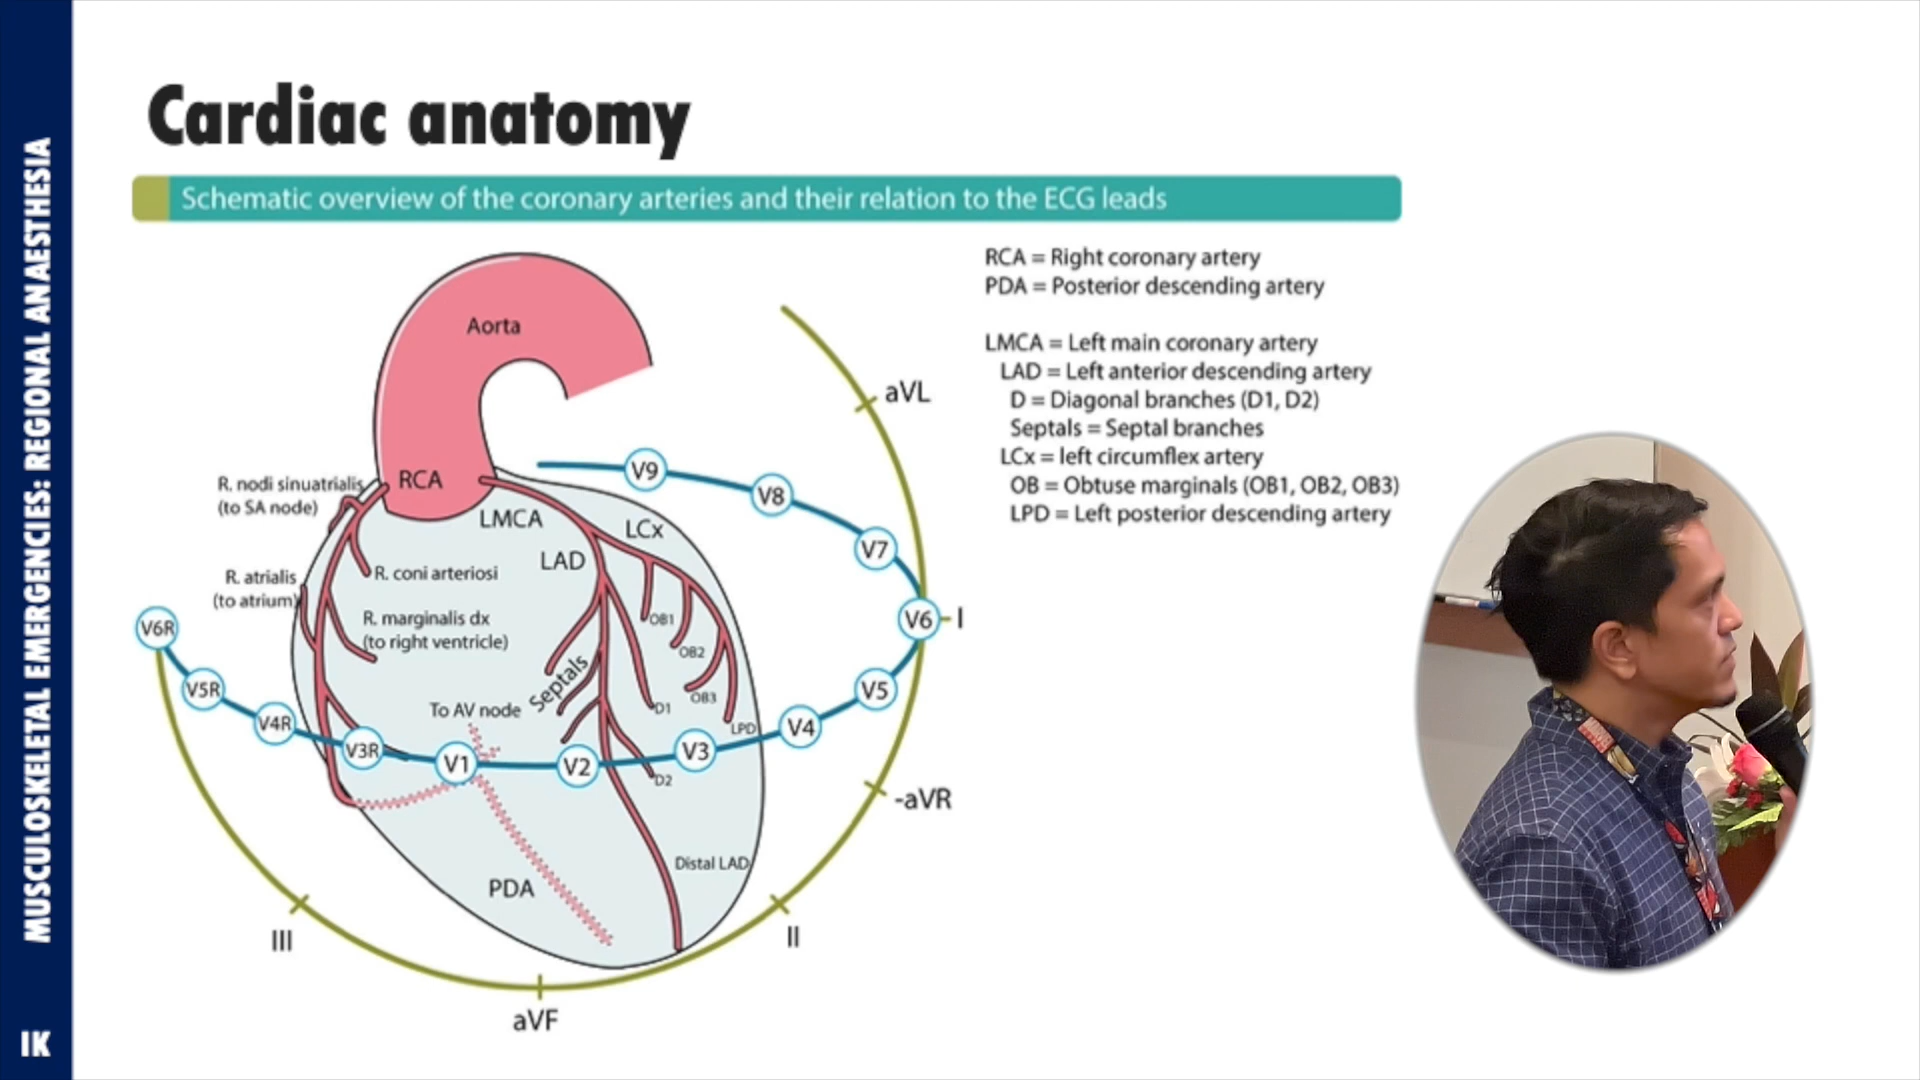 MUSCULOSKELETAL EMERGENCIES: REGIONAL ANAESTHESIA
IK
Cardiac anatomy
Schematic overview of the coronary arteries and their relation to the ECG leads
RCA = Right coronary artery
PDA = Posterior descending artery
LMCA = Left main coronary artery
LAD = Left anterior descending artery
D = Diagonal branches (D1, D2)
Septals = Septal branches
LCx = left circumflex artery
OB = Obtuse marginals (OB1, OB2, OB3)
LPD = Left posterior descending artery
Aorta
aVL
V9
V8
V7
V6
I
R. nodi sinuatrialis
(to SA node)
RCA
LMCA
LCx
LAD
R. coni arteriosi
R. atrialis
(to atrium)
R. marginalis dx
(to right ventricle)
OB1
OB2
OB3
Septals
D1
LPD
To AV node
V6R
V5R
V4R
V3R
V1
V2
V3
V4
V5
D2
-aVR
Distal LAD
PDA
III
II
aVF